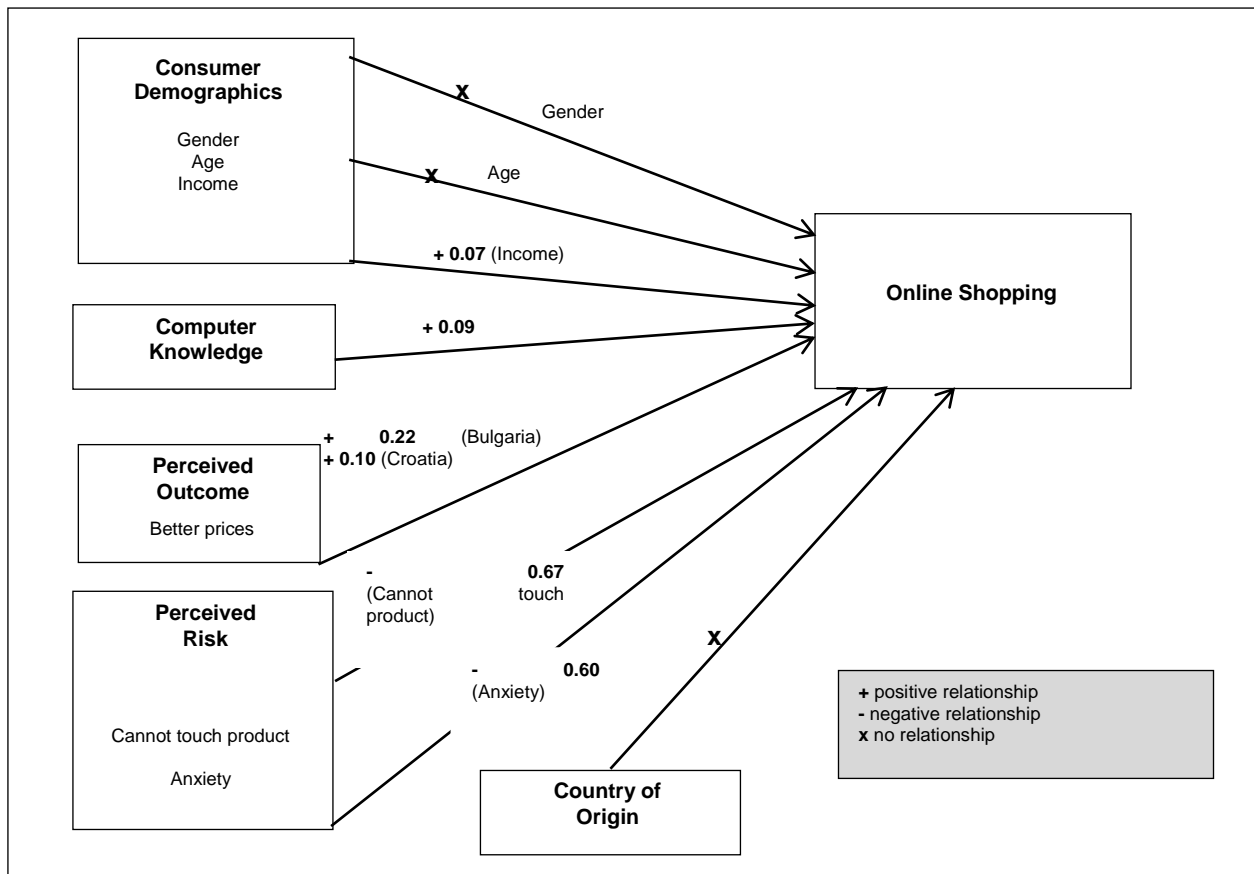 Consumer
Demographics
Gender
Age
Income
x
Gender
x
Age
+ 0.07 (Income)
Online Shopping
Computer
Knowledge
+ 0.09
+ 0.22 (Bulgaria)
+ 0.10 (Croatia)
Perceived
Outcome
Better prices
- 0.67
(Cannot touch
product)
Perceived
Risk
Cannot touch product
Anxiety
- 0.60
(Anxiety)
x
Country of
Origin
+ positive relationship
- negative relationship
x no relationship